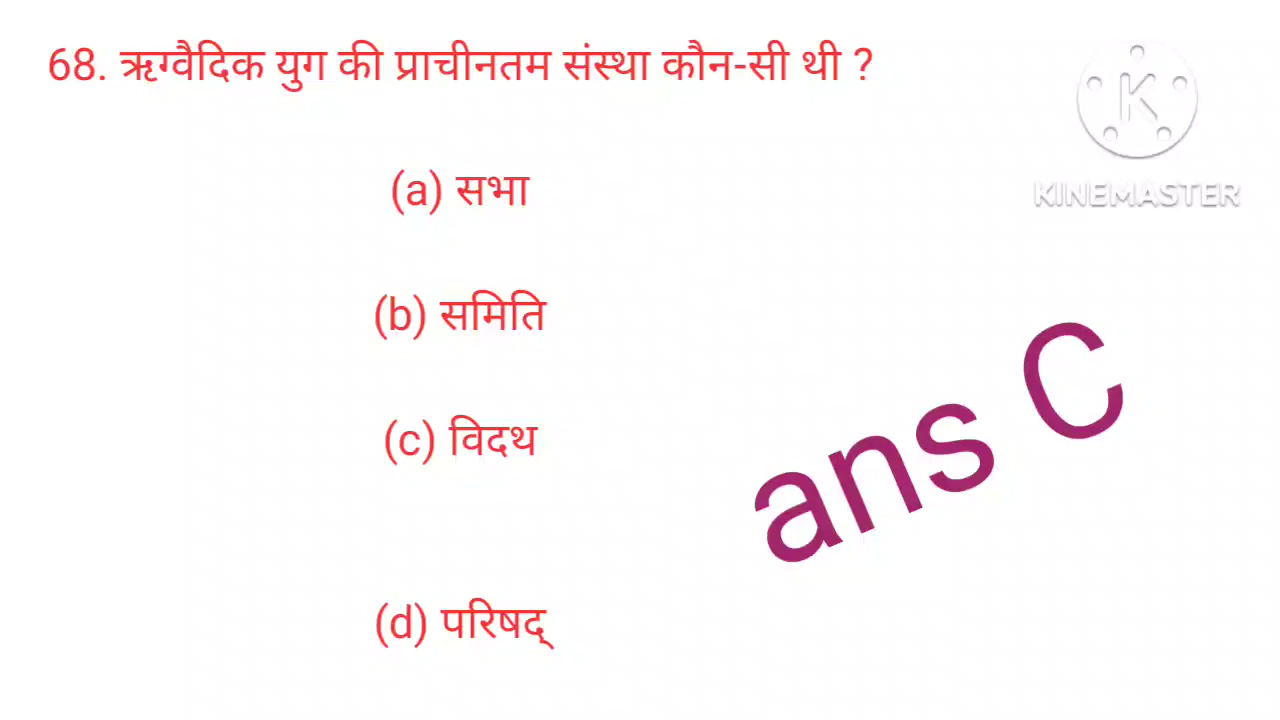 68. ऋग्वैदिक युग की प्राचीनतम संस्था कौन-सी थी ?
KINEMASTER
(a) सभा
(b) समिति
(c) विदथ
ans C
(d) परिषद्